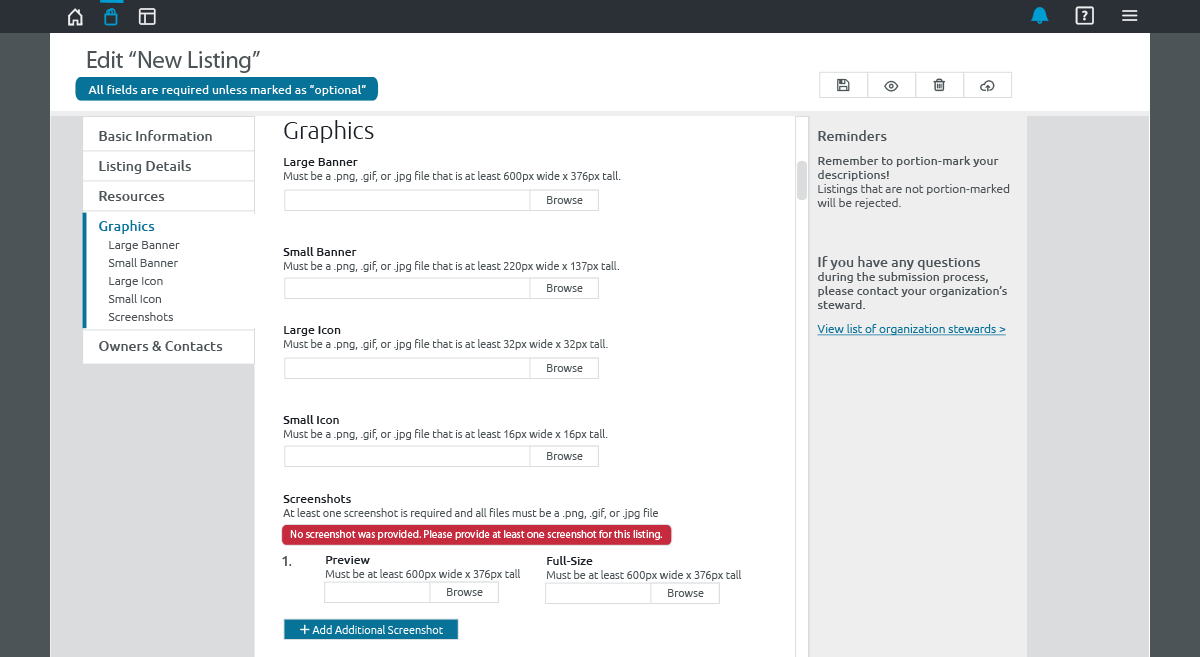 ?
Edit “New Listing”
All fields are required unless marked as “optional”
Basic Information
Listing Details
Resources
Graphics
Large Banner
Small Banner
Large Icon
Small Icon
Screenshots
Owners & Contacts
Graphics
Large Banner
Must be a .png, .gif, or .jpg file that is at least 600px wide x 376px tall.
Browse
Small Banner
Must be a .png, .gif, or .jpg file that is at least 220px wide x 137px tall.
Browse
Large Icon
Must be a .png, .gif, or .jpg file that is at least 32px wide x 32px tall.
Browse
Small Icon
Must be a .png, .gif, or .jpg file that is at least 16px wide x 16px tall.
Browse
Screenshots
At least one screenshot is required and all files must be a .png, .gif, or .jpg file
No screenshot was provided. Please provide at least one screenshot for this listing.
1.
Preview
Must be at least 600px wide x 376px tall
Browse
Full-Size
Must be at least 600px wide x 376px tall
Browse
+ Add Additional Screenshot
Reminders
Remember to portion-mark your
descriptions!
Listings that are not portion-marked
will be rejected.
If you have any questions
during the submission process,
please contact your organization’s
steward.
View list of organization stewards >